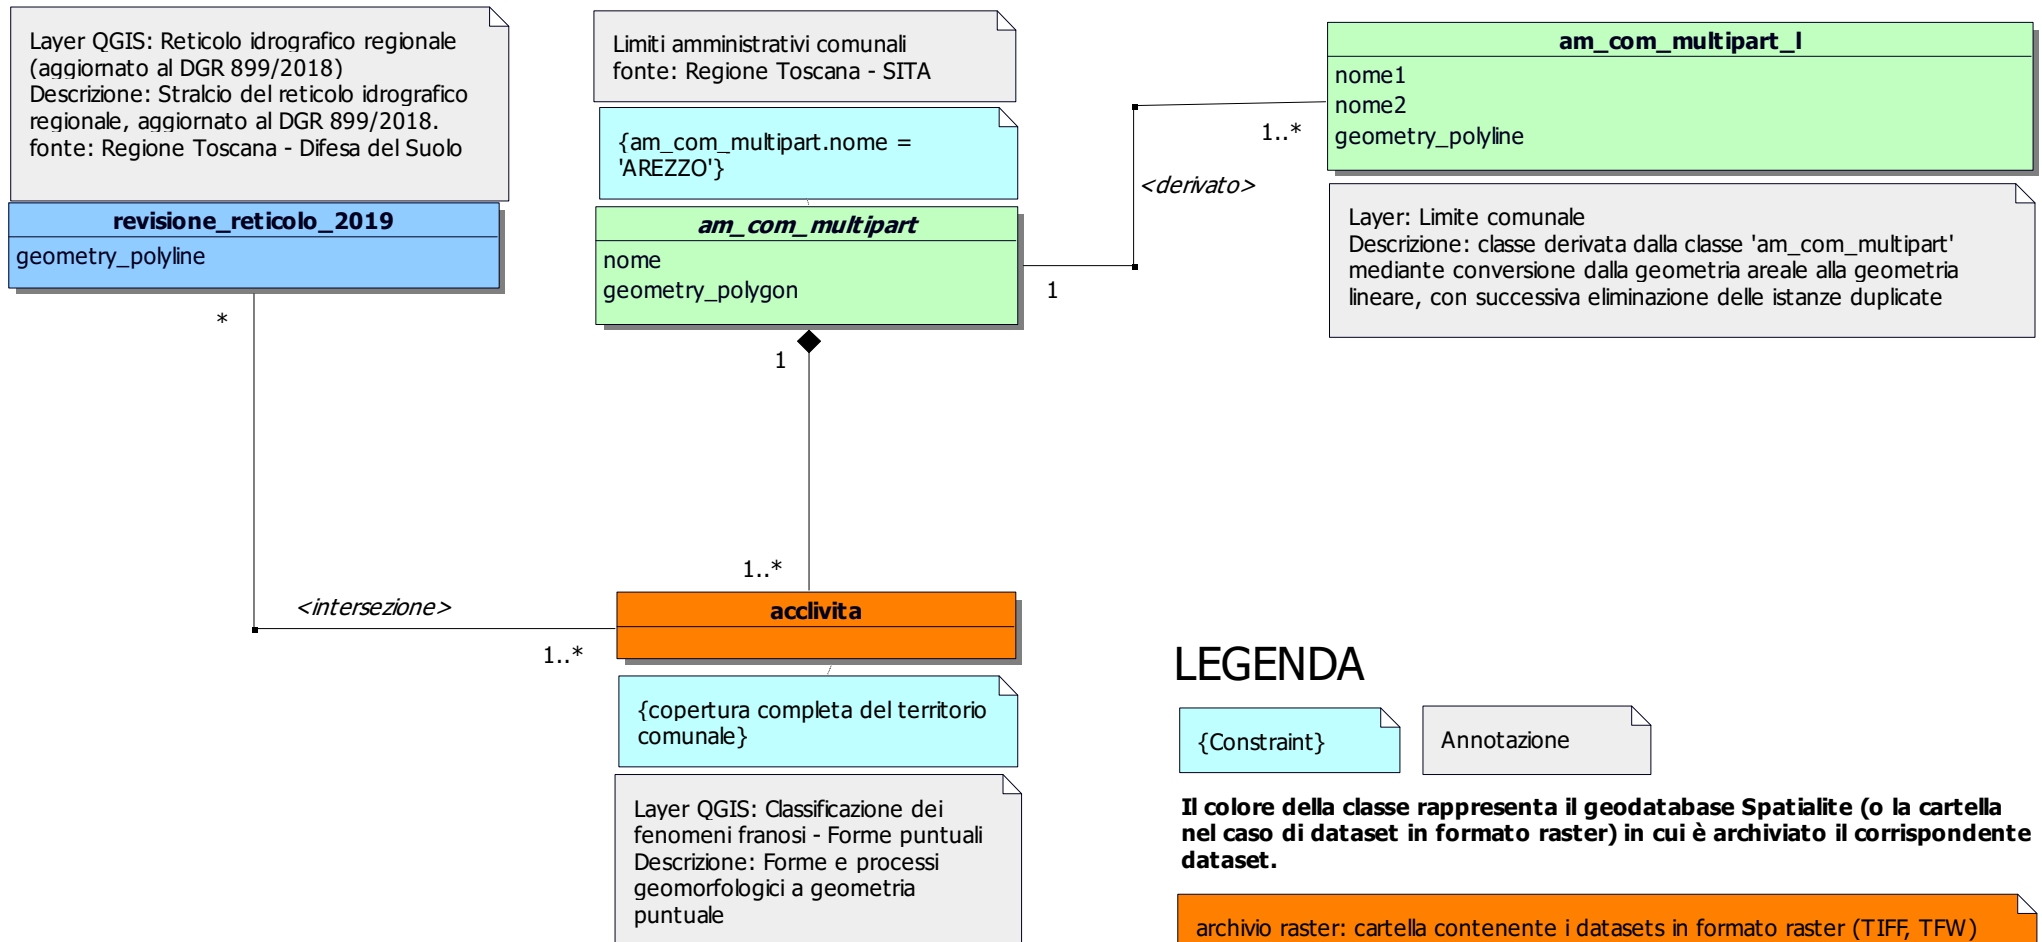 Layer QGIS: Reticolo idrografico regionale
(aggiornato al DGR 899/2018)
Descrizione: Stralcio del reticolo idrografico
regionale, aggiornato al DGR 899/2018.
fonte: Regione Toscana - Difesa del Suolo
revisione_reticolo_2019
geometry_polyline
*
Limiti amministrativi comunali
fonte: Regione Toscana - SITA
{am_com_multipart.nome =
'AREZZO'}
am_com_multipart
nome
geometry_polygon
1
1
<derivato>
1..*
am_com_multipart_l
nome1
nome2
geometry_polyline
Layer: Limite comunale
Descrizione: classe derivata dalla classe 'am_com_multipart'
mediante conversione dalla geometria areale alla geometria
lineare, con successiva eliminazione delle istanze duplicate
1..*
<intersezione>
1..*
acclivita
{copertura completa del territorio
comunale}
Layer QGIS: Classificazione dei
fenomeni franosi - Forme puntuali
Descrizione: Forme e processi
geomorfologici a geometria
puntuale
LEGENDA
{Constraint}
Annotazione
Il colore della classe rappresenta il geodatabase Spatialite (o la cartella
nel caso di dataset in formato raster) in cui è archiviato il corrispondente
dataset.
archivio raster: cartella contenente i datasets in formato raster (TIFF, TFW)